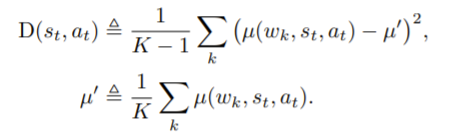 D(s_t, a_t) ≜ \frac{1}{K-1} \sum_k (μ(w_k, s_t, a_t) − μ′)^2,
μ′ ≜ \frac{1}{K} \sum_k μ(w_k, s_t, a_t).